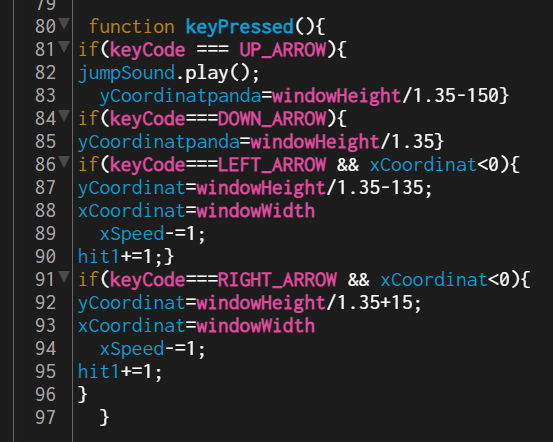 79
80 function keyPressed(){
81 if(keyCode === UP_ARROW){
82 jumpSound.play();
83 yCoordinatpanda=windowHeight/1.35-150}
84 if(keyCode===DOWN_ARROW){
85 yCoordinatpanda=windowHeight/1.35}
86 if(keyCode===LEFT_ARROW && xCoordinat<0){
87 yCoordinat=windowHeight/1.35-135;
88 xCoordinat=windowWidth
89 xSpeed-=1;
90 hit1+=1;}
91 if(keyCode===RIGHT_ARROW && xCoordinat<0){
92 yCoordinat=windowHeight/1.35+15;
93 xCoordinat=windowWidth
94 xSpeed-=1;
95 hit1+=1;
96 }
97 }